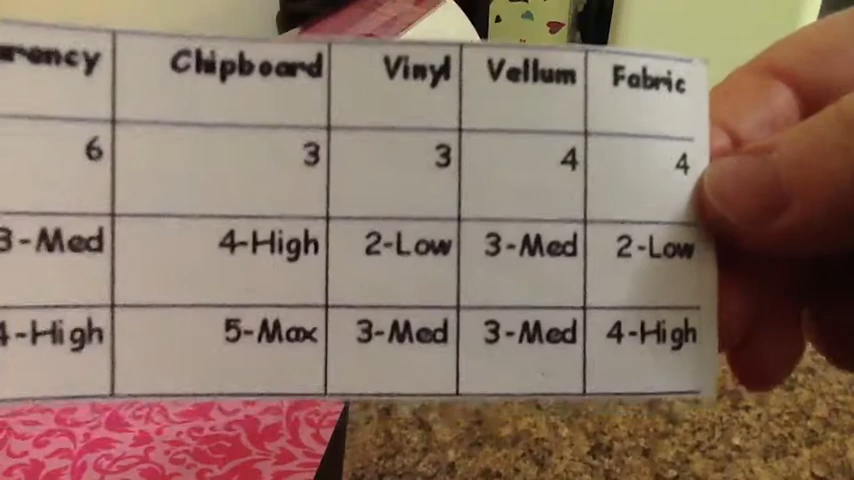 Chipboard Vinyl Vellum Fabric
6 3 3 4 4
3-Med 4-High 2-Low 3-Med 2-Low
4-High 5-Max 3-Med 3-Med 4-High